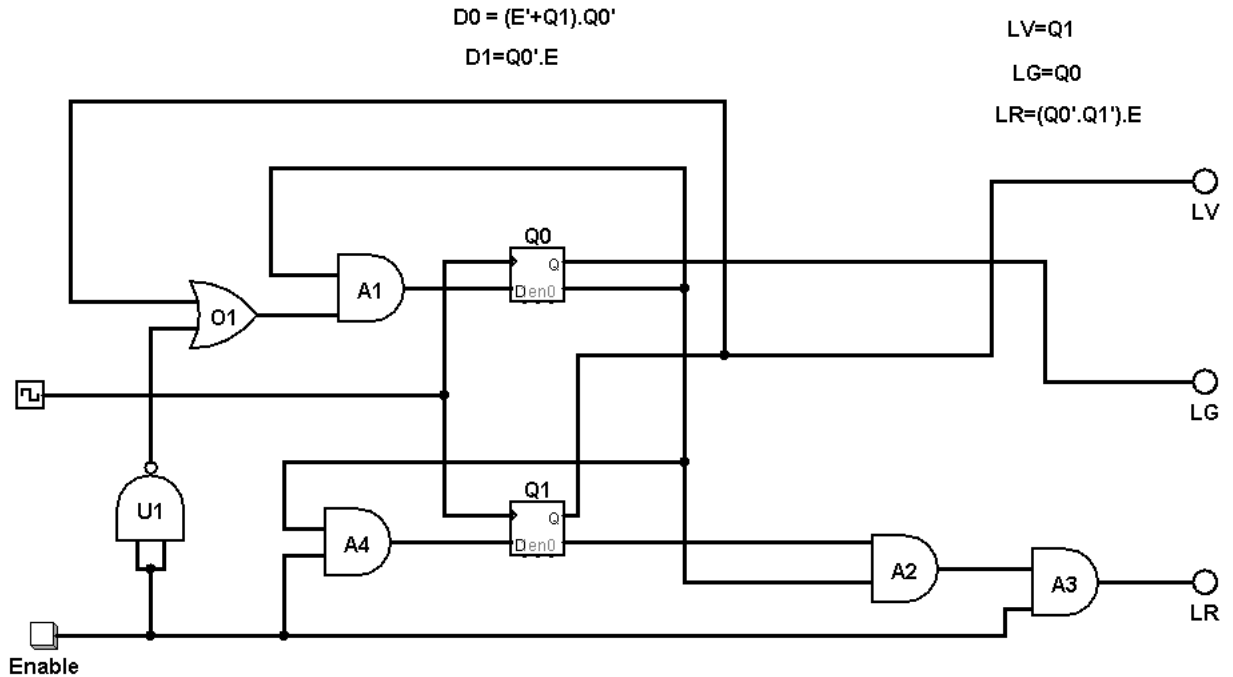 D0 = (E'+Q1).Q0'
D1=Q0'.E
LV=Q1
LG=Q0
LR=(Q0'.Q1').E
LV
Q0
Q
A1
Den0
O1
LG
Q1
Q
U1
A4
Den0
A2
A3
LR
Enable